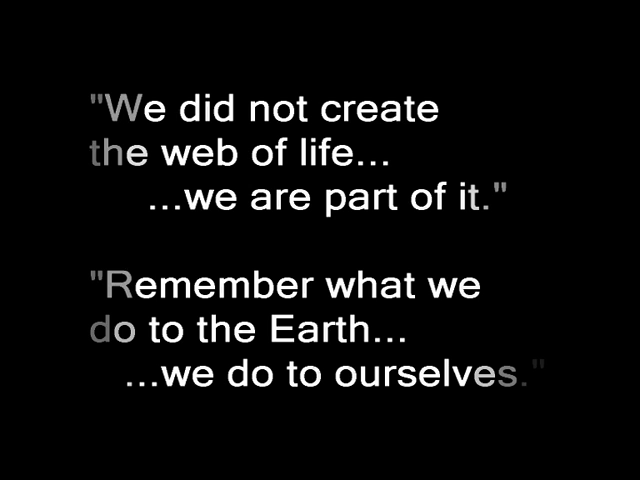 "We did not create
the web of life...
...we are part of it."
"Remember what we
do to the Earth...
...we do to ourselves."